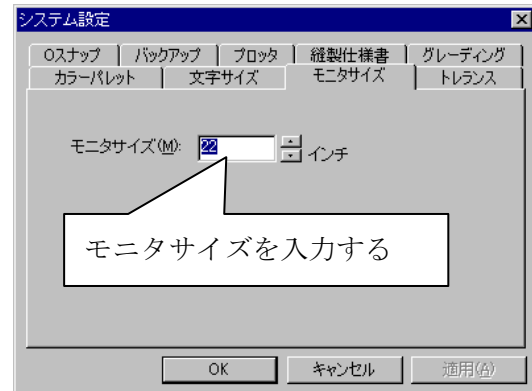 システム設定
Oスナップ バックアップ プロッタ 縫製仕様書 グレーディング
カラーパレット 文字サイズ モニタサイズ トレランス
モニタサイズ(M): 22 インチ
モニタサイズを入力する
OK キャンセル 適用(A)